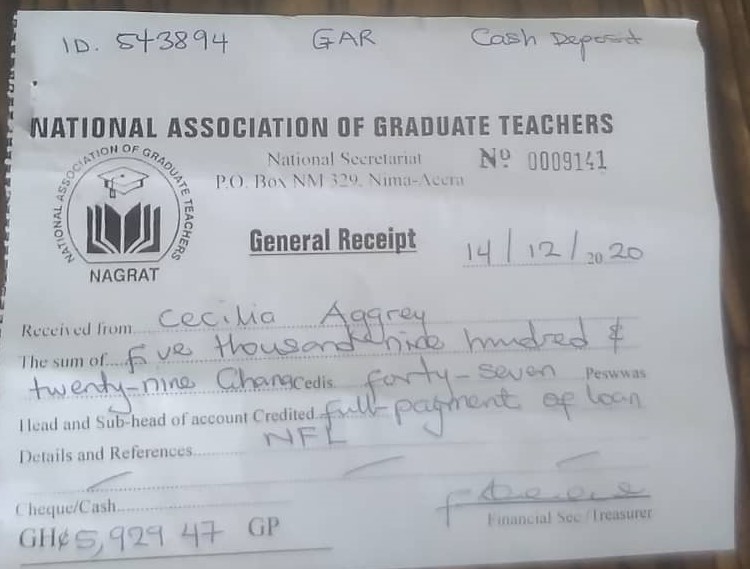 ID. 543894 GAR Cash Deposit
NATIONAL ASSOCIATION OF GRADUATE TEACHERS
NATIONAL ASSOCIATION OF GRADUATE TEACHERS
NAGRAT
National Secretariat Nº 0009141
P.O. Box NM 329, Nima-Accra
General Receipt 14/12/2020
Received from Cecilia Aggrey
The sum of five thousand nine hundred &
twenty-nine Ghana Cedis forty-seven Peswwas
Head and Sub-head of account Credited full-payment of loan
Details and References NFL
Cheque/Cash
GH¢ 5,929 47 GP Financial Sec / Treasurer